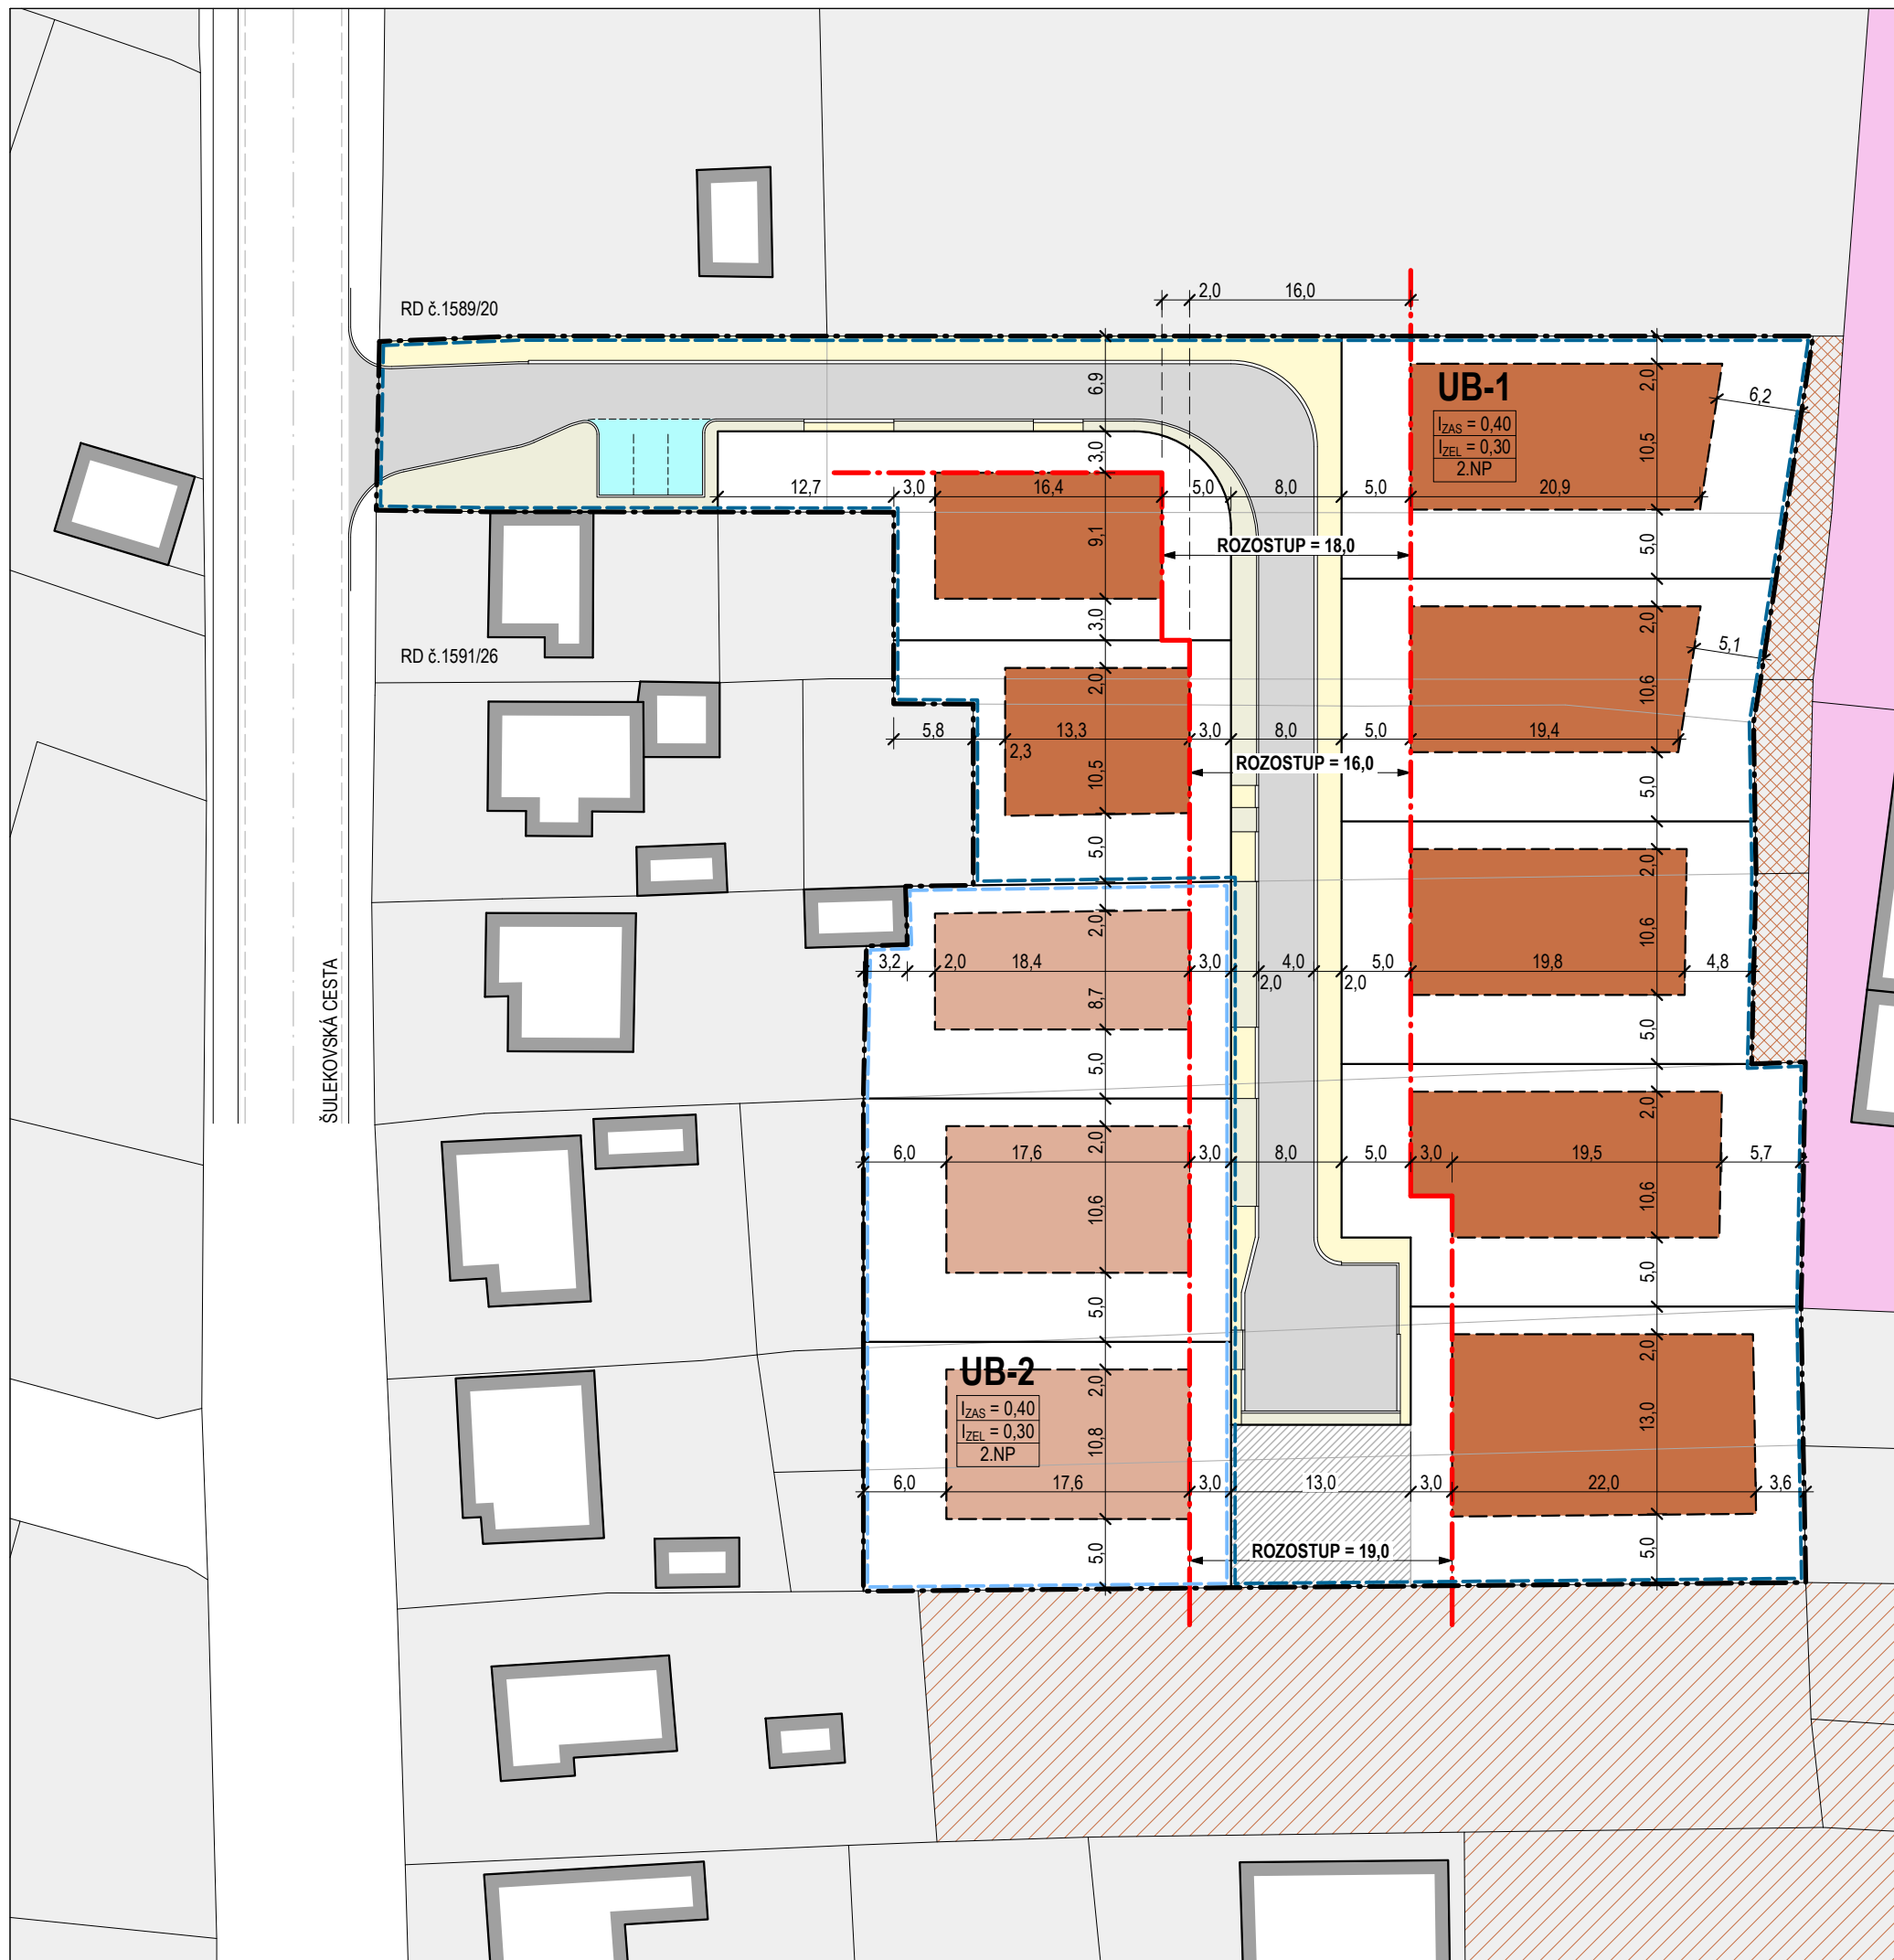 2,0 16,0
RD č.1589/20
6,9
2,0
UB-1
6,2
IZAS = 0,40
IZEL = 0,30
2.NP
3,0
10,5
12,7 3,0 16,4 5,0 8,0 5,0 20,9
9,1
ROZOSTUP = 18,0
5,0
3,0
2,0
RD č.1591/26
5,1
2,0
10,6
5,8 13,3 3,0 8,0 5,0 19,4
2,3
ROZOSTUP = 16,0
10,5
5,0
5,0
2,0
2,0
10,6
3,2 2,0 18,4 3,0 4,0 5,0 19,8 4,8
2,0 2,0
8,7
5,0
ŠULEKOVSKÁ CESTA
5,0
2,0
2,0
6,0 17,6 3,0 8,0 5,0 3,0 19,5 5,7
10,6
10,6
5,0
5,0
2,0
UB-2
2,0
IZAS = 0,40
IZEL = 0,30
2.NP
10,8
13,0
6,0 17,6 3,0 13,0 3,0 22,0 3,6
ROZOSTUP = 19,0
5,0
5,0